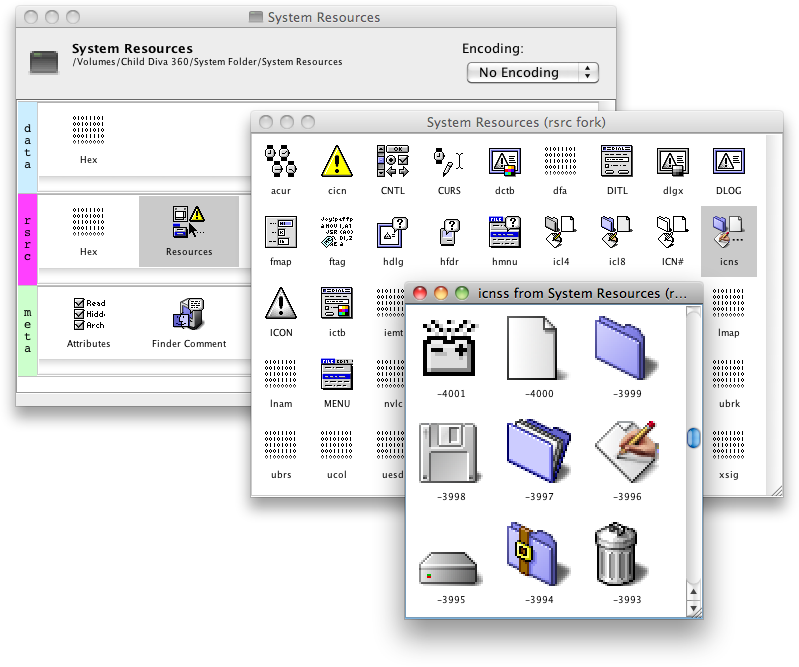 System Resources
System Resources
/Volumes/Child Diva 360/System Folder/System Resources
Encoding:
No Encoding
data
Hex
rsrc
Hex
Resources
meta
Attributes
Finder Comment
System Resources (rsrc fork)
acur
cicn
CNTL
CURS
dctb
dfa
DITL
dlgx
DLOG
fmap
ftag
hdlg
hfdr
hmnu
icl4
icl8
ICN#
icns
ICON
ictb
iemt
lmap
lnam
MENU
nvlc
ubrk
ubrs
ucol
uesd
xsig
icnss from System Resources (r...
-4001
-4000
-3999
-3998
-3997
-3996
-3995
-3994
-3993